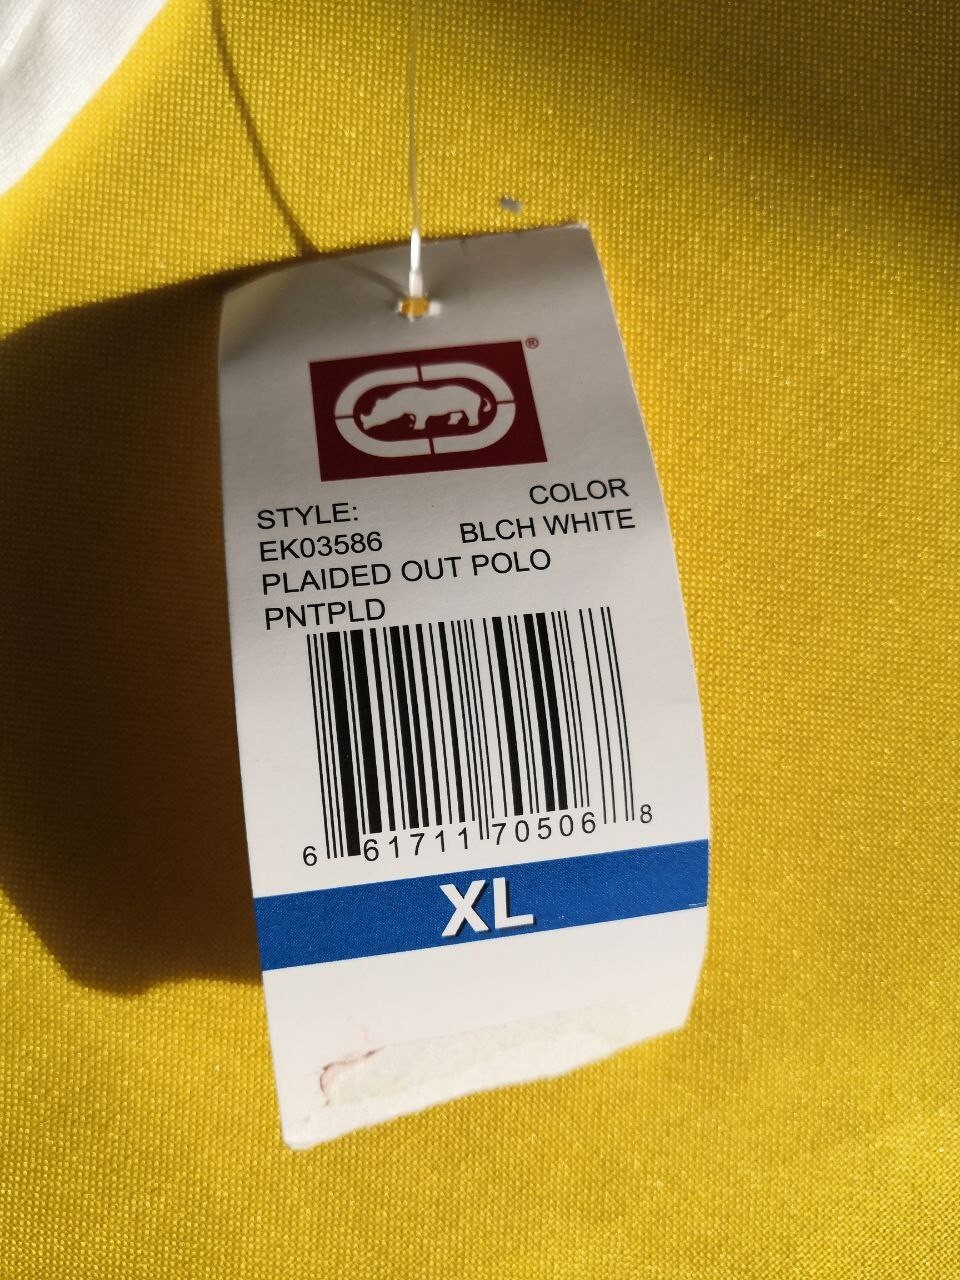 ®
STYLE: COLOR
EK03586 BLCH WHITE
PLAIDED OUT POLO
PNTPLD
6 61711 70506 8
XL